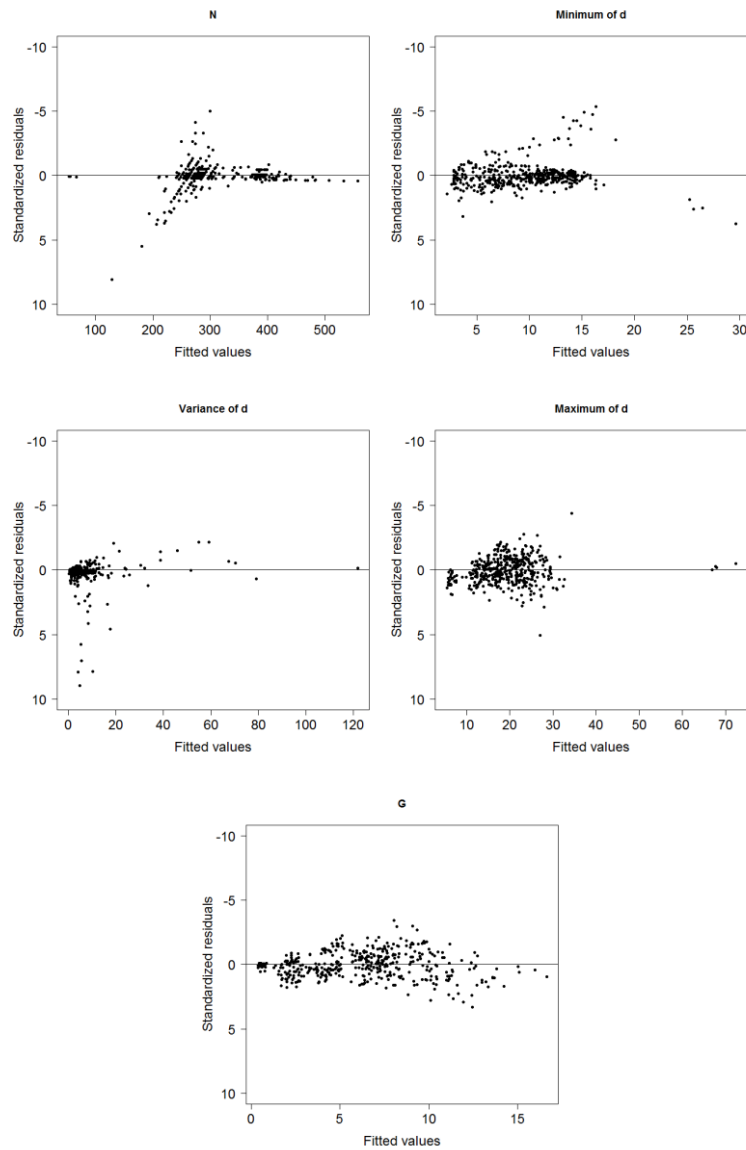 N
Minimum of d
-10
-5
0
5
10
Standardized residuals
100 200 300 400 500
Fitted values
-10
-5
0
5
10
Standardized residuals
5 10 15 20 25 30
Fitted values
Variance of d
Maximum of d
-10
-5
0
5
10
Standardized residuals
0 20 40 60 80 100 120
Fitted values
-10
-5
0
5
10
Standardized residuals
10 20 30 40 50 60 70
Fitted values
G
-10
-5
0
5
10
Standardized residuals
0 5 10 15
Fitted values